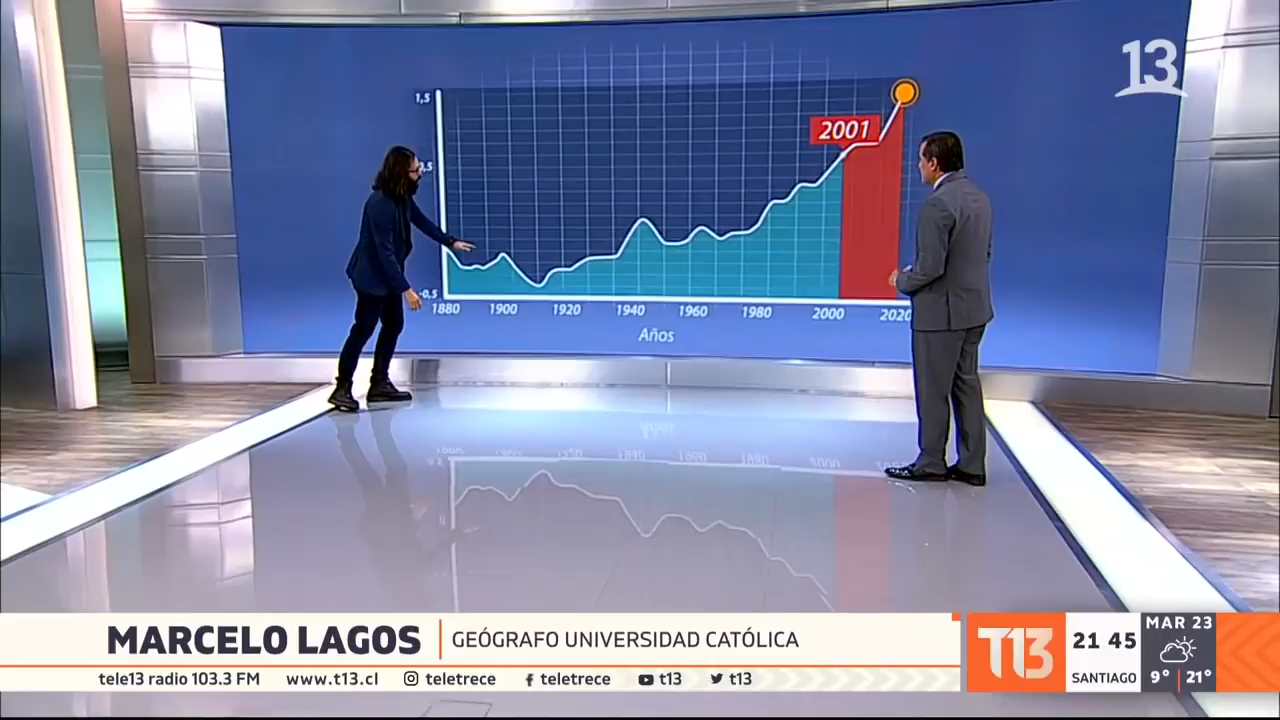 13
1,5
2001
0,5
-0,5
1880 1900 1920 1940 1960 1980 2000 2020
Años
MARCELO LAGOS
GEÓGRAFO UNIVERSIDAD CATÓLICA
tele13 radio 103.3 FM www.t13.cl teletrece teletrece t13 t13
T13
21 45
SANTIAGO
MAR 23
9° 21°